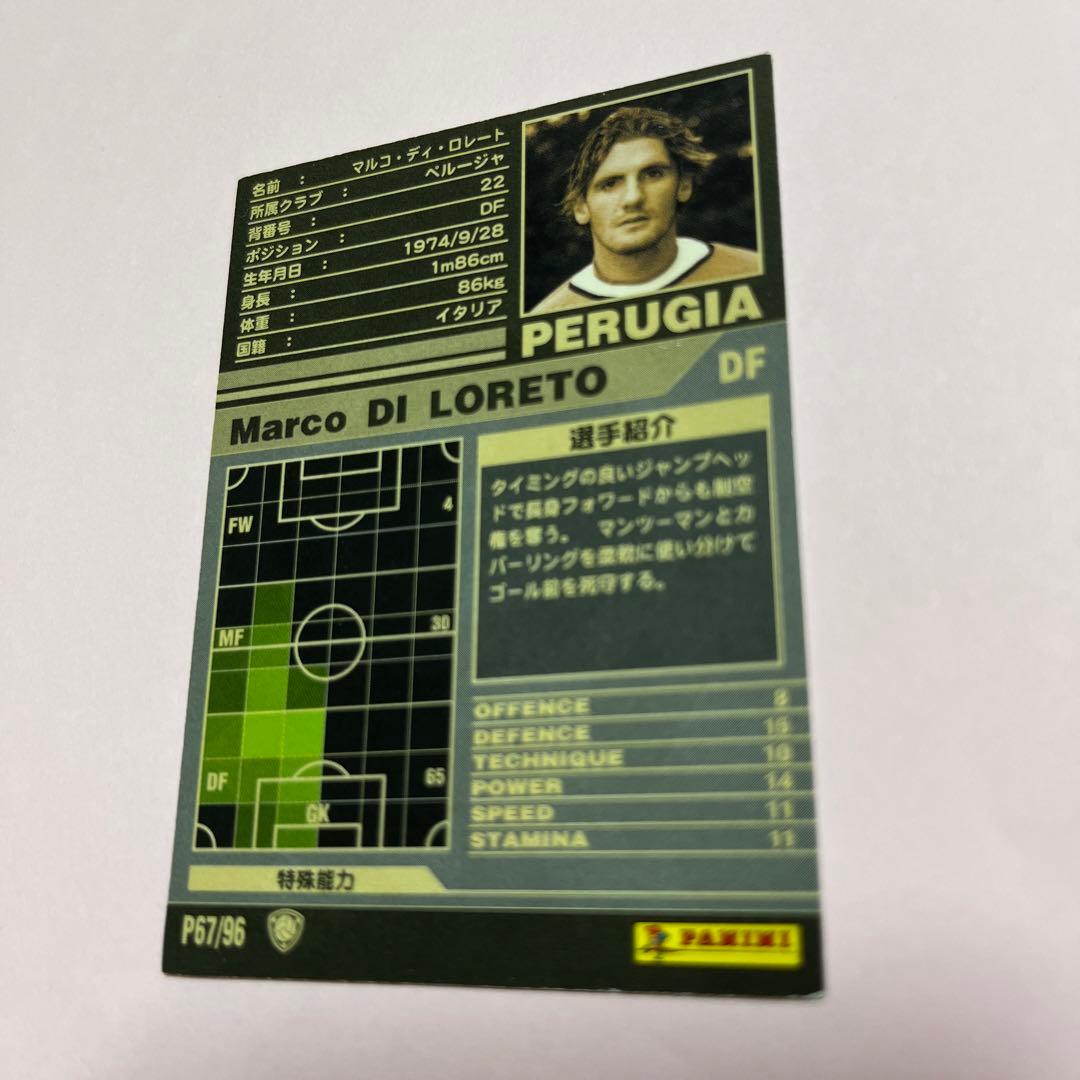 名前 : マルコ・ディ・ロレート
所属クラブ : ペルージャ
背番号 : 22
ポジション : DF
生年月日 : 1974/9/28
身長 : 1m86cm
体重 : 86kg
国籍 : イタリア
PERUGIA
Marco DI LORETO DF
FW 4
MF 30
DF 65
GK
選手紹介
タイミングの良いジャンプヘッ
ドで長身フォワードからも制空
権を奪う。 マンツーマンとカ
バーリングを柔軟に使い分けて
ゴール前を死守する。
OFFENCE 8
DEFENCE
TECHNIQUE 10
POWER 14
SPEED 11
STAMINA 11
特殊能力
P67/96
PANINI